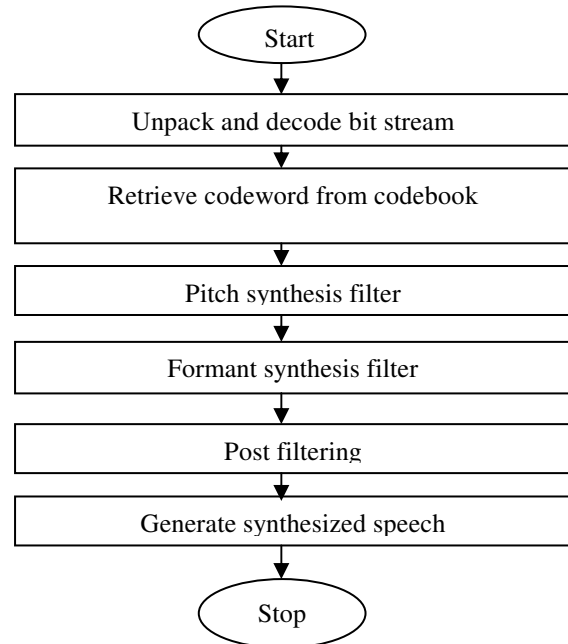 Start
Unpack and decode bit stream
Retrieve codeword from codebook
Pitch synthesis filter
Formant synthesis filter
Post filtering
Generate synthesized speech
Stop